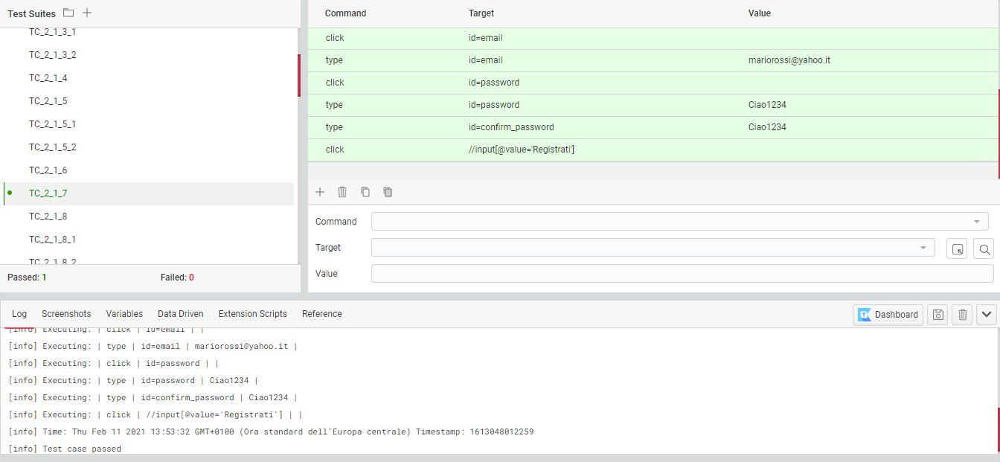 Test Suites
TC_2_1_3_1
TC_2_1_3_2
TC_2_1_4
TC_2_1_5
TC_2_1_5_1
TC_2_1_5_2
TC_2_1_6
TC_2_1_7
TC_2_1_8
TC_2_1_8_1
TC_2_1_8_2
Passed: 1 Failed: 0
Command Target Value
click id=email
type id=email mariorossi@yahoo.it
click id=password
type id=password Ciao1234
type id=confirm_password Ciao1234
click //input[@value='Registrati']
Command
Target
Value
Log Screenshots Variables Data Driven Extension Scripts Reference Dashboard
[info] Executing: | click | id=email | |
[info] Executing: | type | id=email | mariorossi@yahoo.it |
[info] Executing: | click | id=password | |
[info] Executing: | type | id=password | Ciao1234 |
[info] Executing: | type | id=confirm_password | Ciao1234 |
[info] Executing: | click | //input[@value='Registrati'] | |
[info] Time: Thu Feb 11 2021 13:53:32 GMT+0100 (Ora standard dell'Europa centrale) Timestamp: 1613048012259
[info] Test case passed